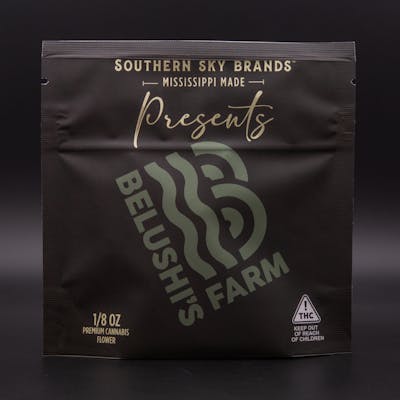 SOUTHERN SKY BRANDS™
MISSISSIPPI MADE
Presents
BELUSHI'S
FARM
1/8 OZ
PREMIUM CANNABIS
FLOWER
!
THC
KEEP OUT
OF REACH
OF CHILDREN